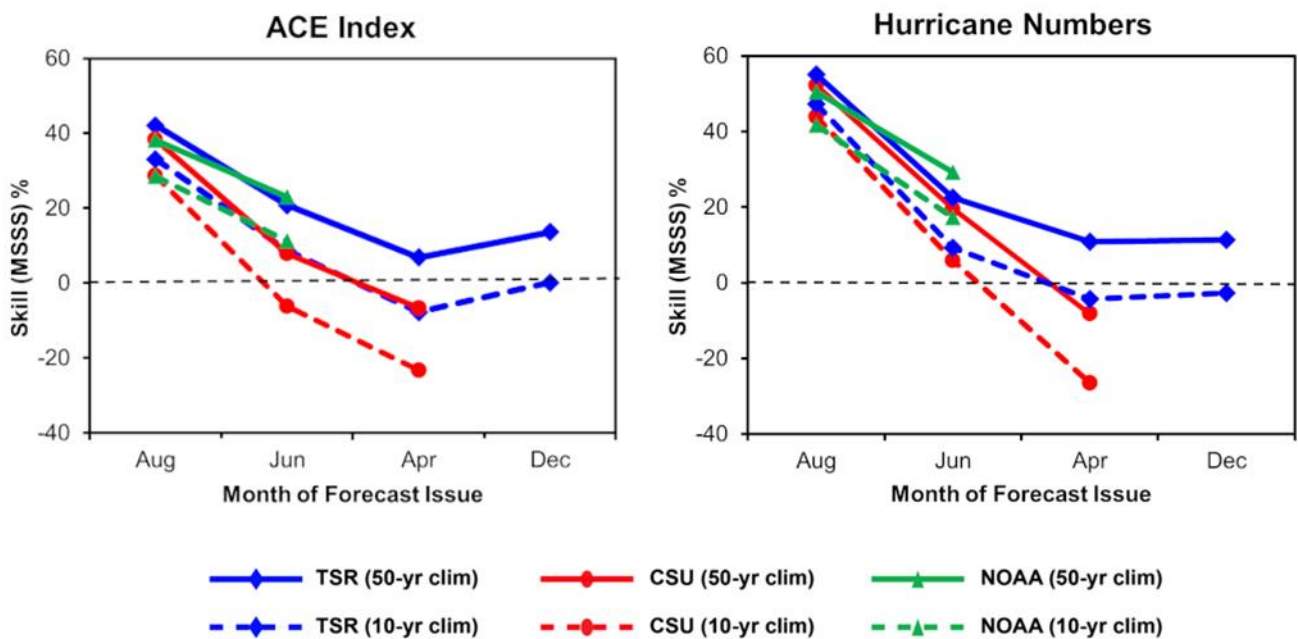 ACE Index
60
40
20
0
-20
-40
Skill (MSSS) %
Aug Jun Apr Dec
Month of Forecast Issue
Hurricane Numbers
60
40
20
0
-20
-40
Skill (MSSS) %
Aug Jun Apr Dec
Month of Forecast Issue
TSR (50-yr clim) CSU (50-yr clim) NOAA (50-yr clim)
TSR (10-yr clim) CSU (10-yr clim) NOAA (10-yr clim)